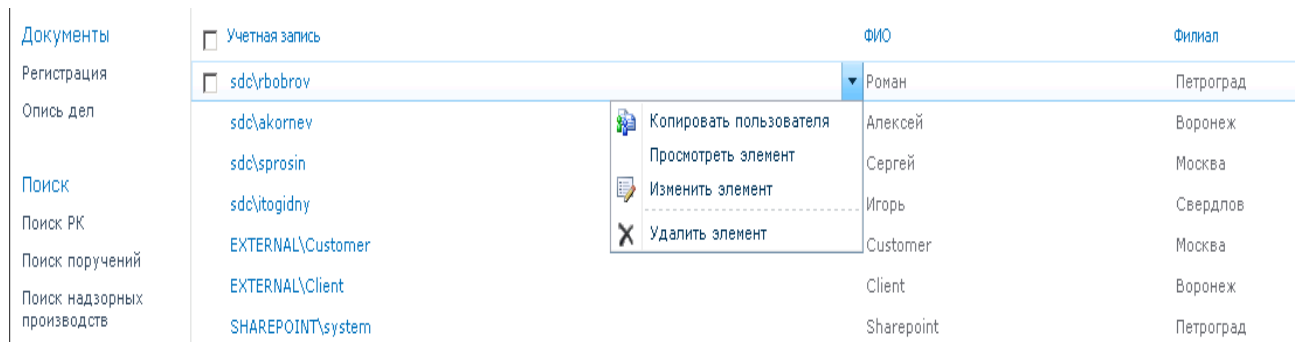 Документы
Регистрация
Опись дел
Поиск
Поиск РК
Поиск поручений
Поиск надзорных
производств
Учетная запись ФИО Филиал
sdc\rbobrov Роман Петроград
sdc\akornev Алексей Воронеж
sdc\sprosin Сергей Москва
sdc\itogidny Игорь Свердлов
EXTERNAL\Customer Customer Москва
EXTERNAL\Client Client Воронеж
SHAREPOINT\system Sharepoint Петроград
Копировать пользователя
Просмотреть элемент
Изменить элемент
Удалить элемент